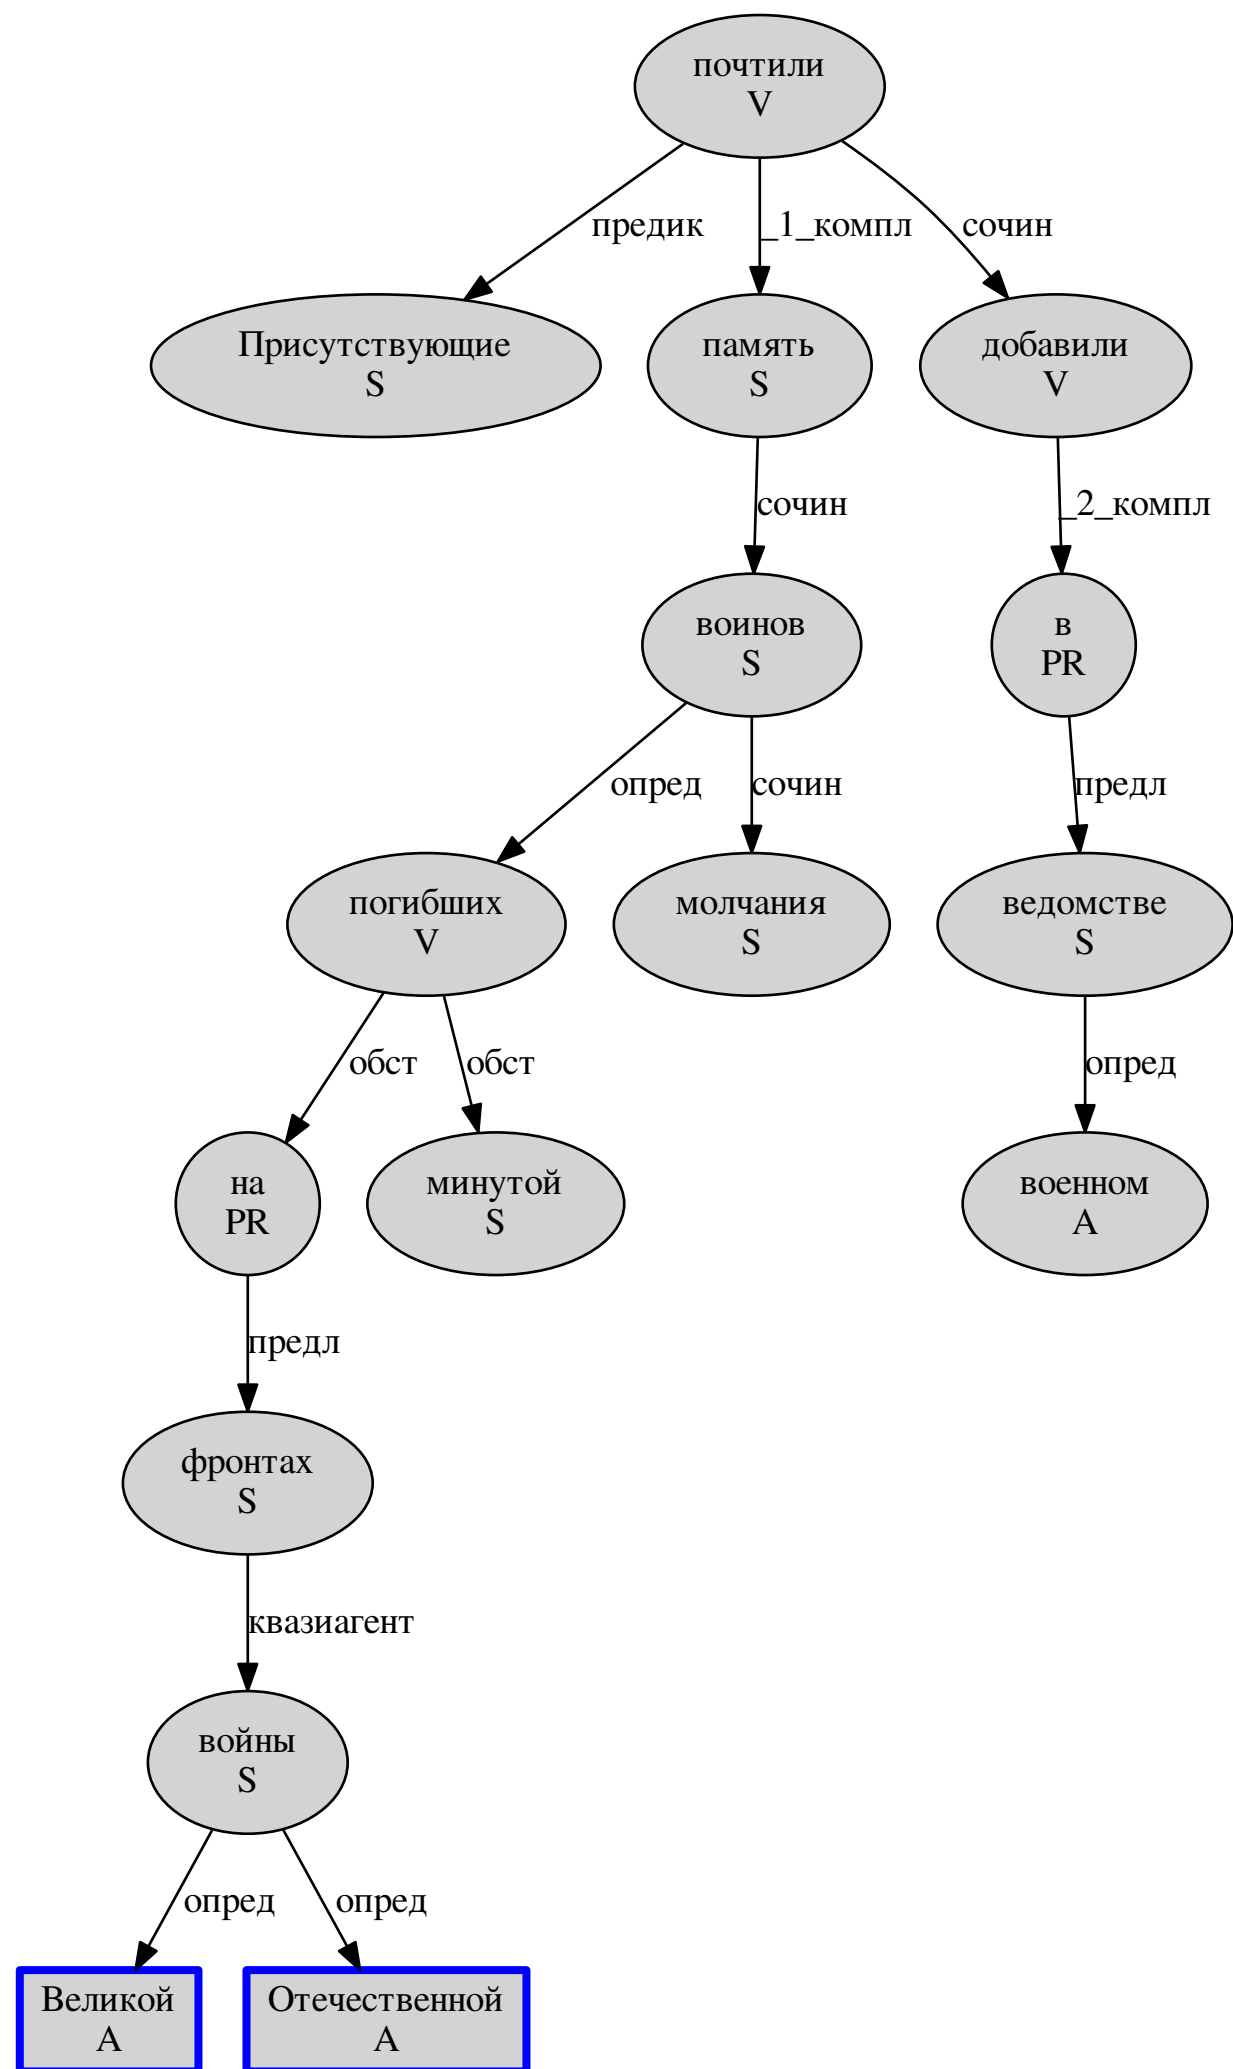 почтили
V
предик
_1_компл
сочин
Присутствующие
S
память
S
добавили
V
сочин
_2_компл
воинов
S
в
PR
опред
сочин
предл
погибших
V
молчания
S
ведомстве
S
обст
обст
опред
на
PR
минутой
S
военном
A
предл
фронтах
S
квазиагент
войны
S
опред
опред
Великой
A
Отечественной
A